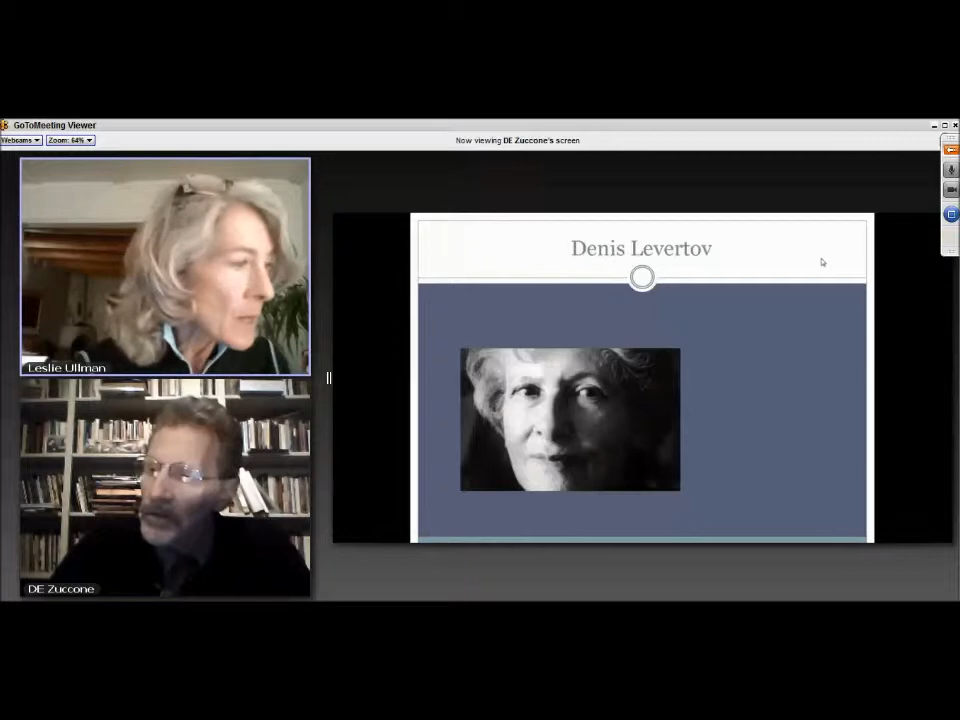 GoToMeeting Viewer
Webcams
Zoom: 64%
Now viewing DE Zuccone's screen
Leslie Ullman
DE Zuccone
Denis Levertov